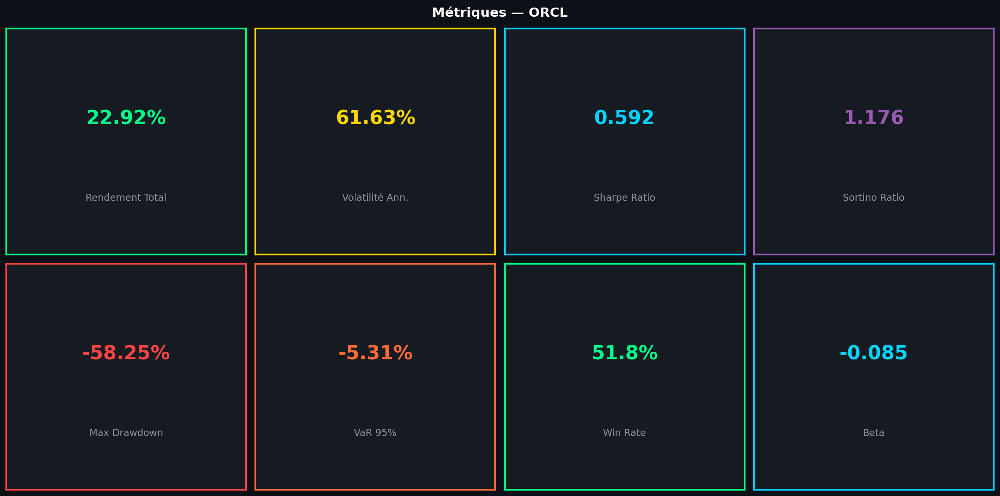 Métriques — ORCL
22.92%
61.63%
0.592
1.176
Rendement Total
Volatilité Ann.
Sharpe Ratio
Sortino Ratio
-58.25%
-5.31%
51.8%
-0.085
Max Drawdown
VaR 95%
Win Rate
Beta